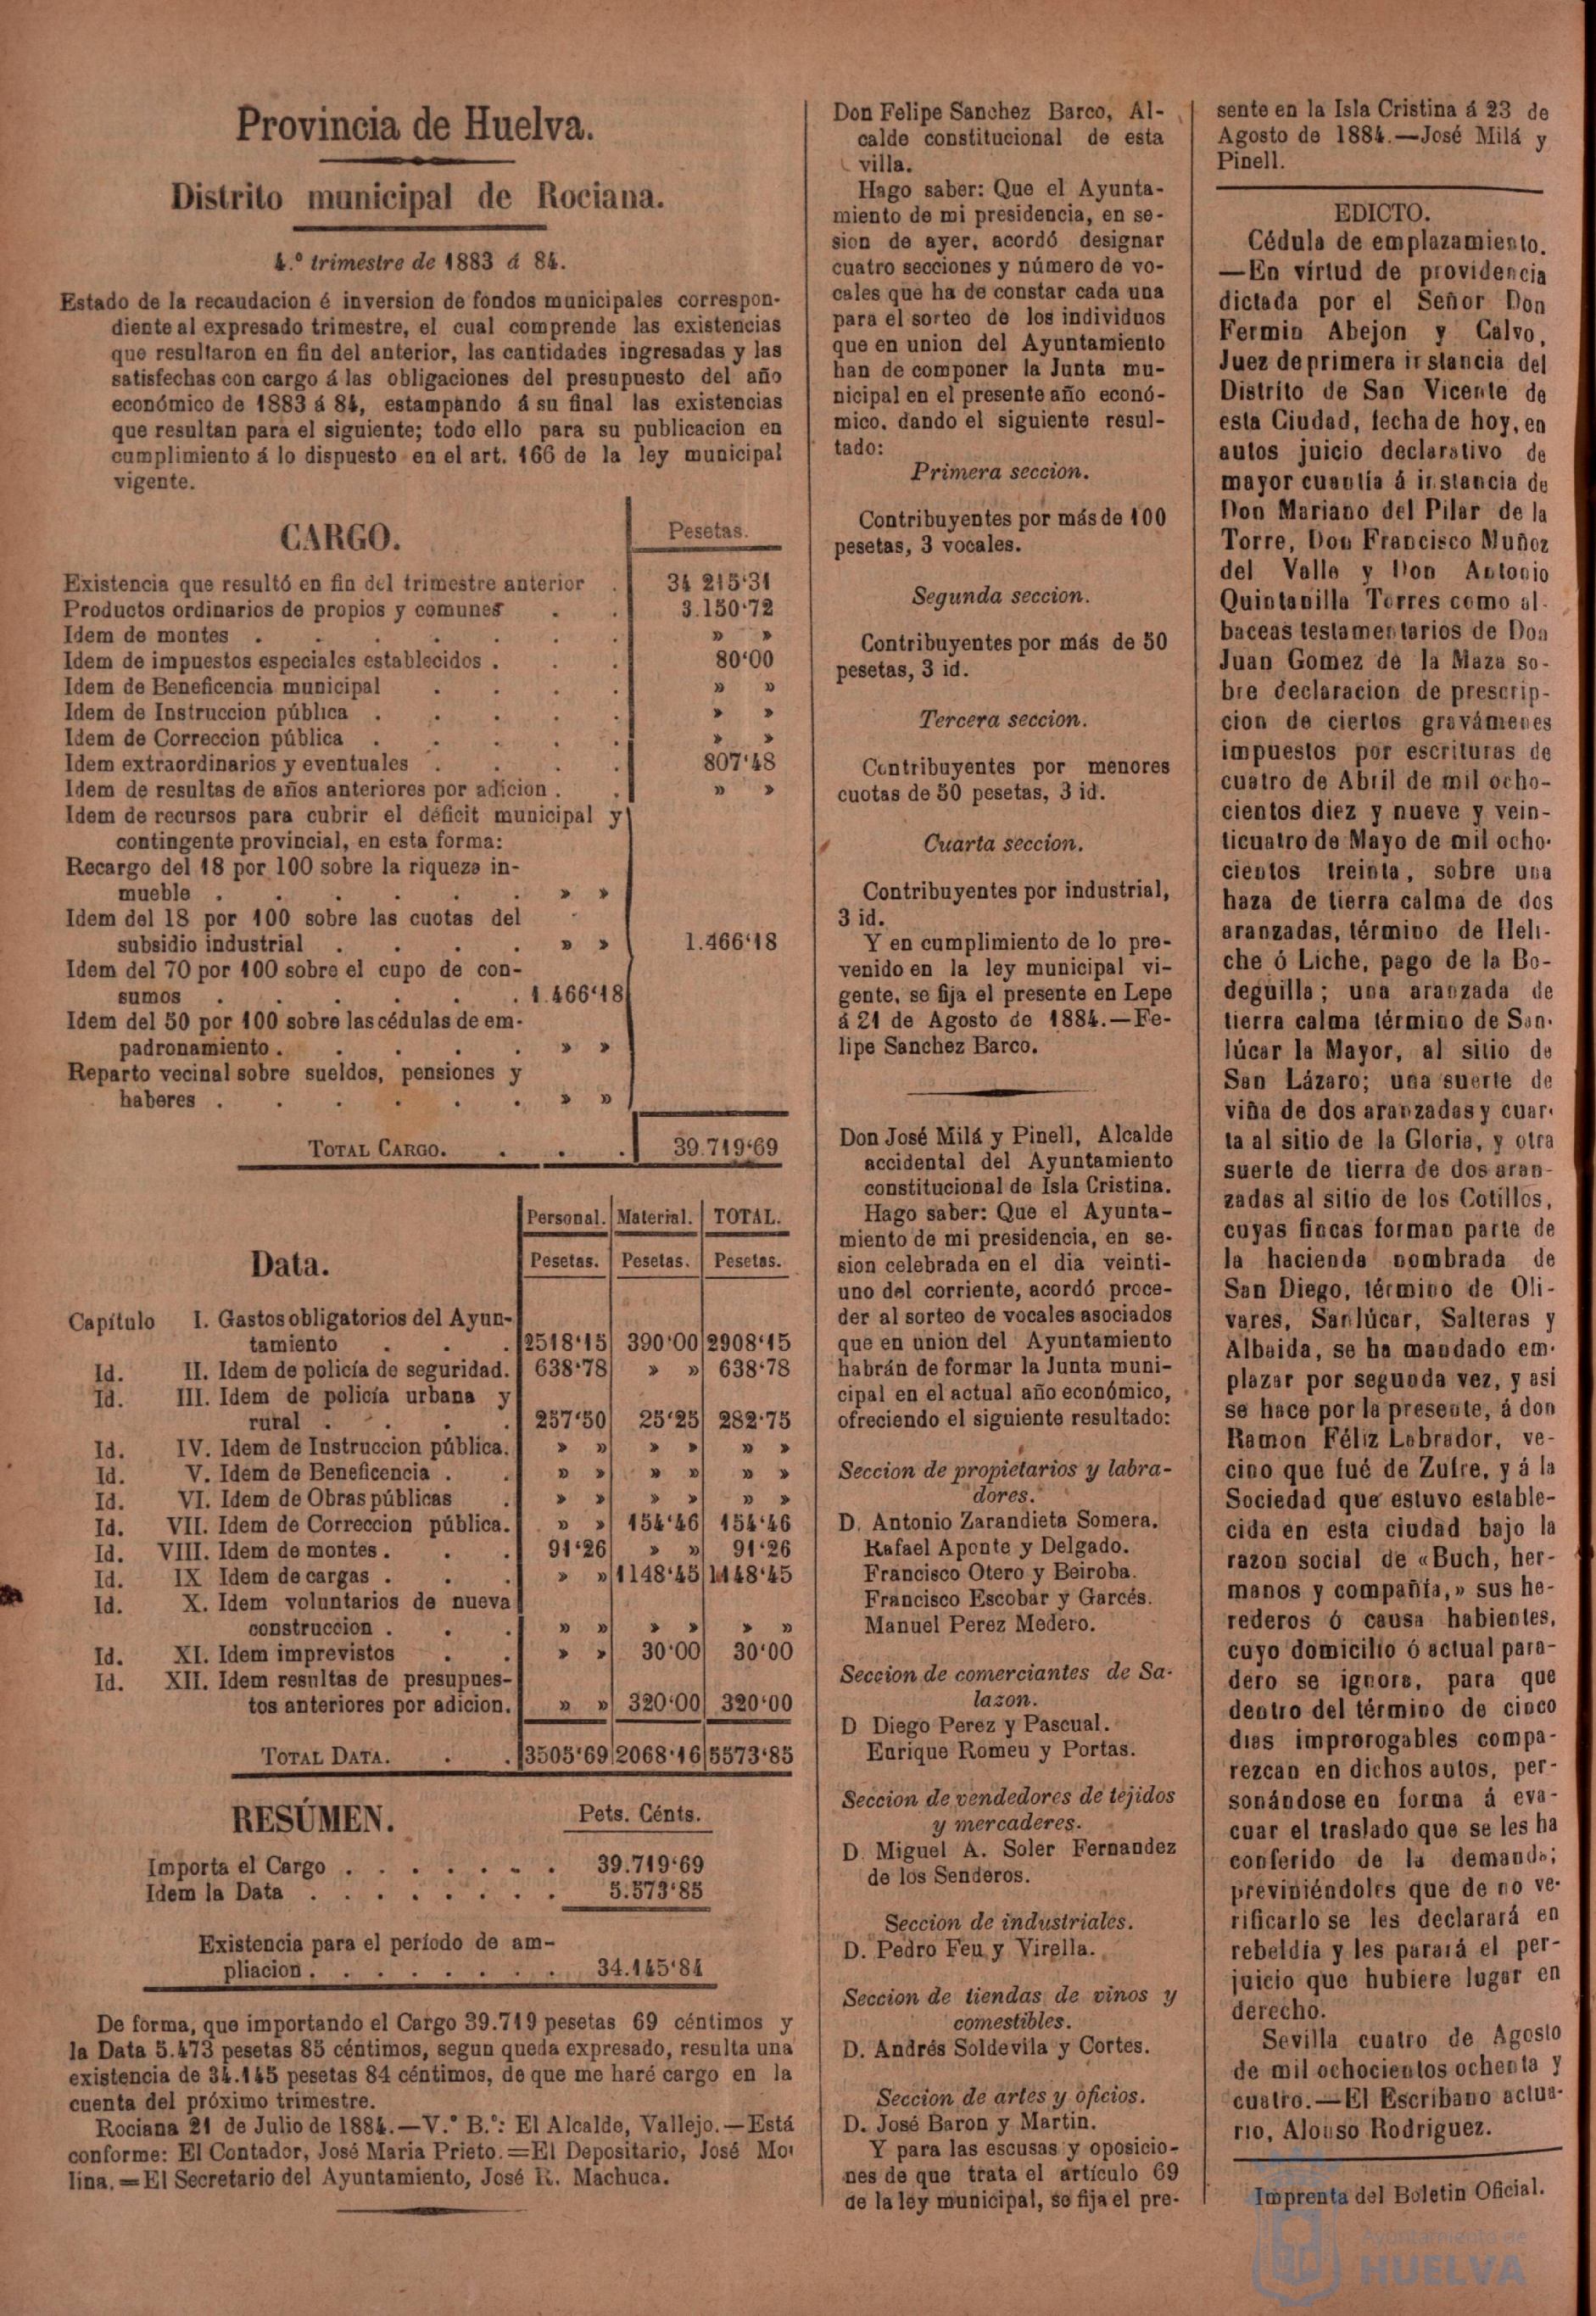 Provincia de Huelva.
Distrito municipal de Rociana.
4.º trimestre de 1883 á 84.
Estado de la recaudacion é inversion de fondos municipales correspon-
diente al expresado trimestre, el cual comprende las existencias
que resultaron en fin del anterior, las cantidades ingresadas y las
satisfechas con cargo á las obligaciones del presupuesto del año
económico de 1883 á 84, estampando á su final las existencias
que resultan para el siguiente; todo ello para su publicacion en
cumplimiento á lo dispuesto en el art. 166 de la ley municipal
vigente.
CARGO. Pesetas.
Existencia que resultó en fin del trimestre anterior . 34 215‘31
Productos ordinarios de propios y comunes . . 3.150‘72
Idem de montes . . . . . . . » »
Idem de impuestos especiales establecidos . . . 80‘00
Idem de Beneficencia municipal . . . . » »
Idem de Instruccion pública . . . . . » »
Idem de Correccion pública . . . . . » »
Idem extraordinarios y eventuales . . . . 807‘48
Idem de resultas de años anteriores por adicion . . » »
Idem de recursos para cubrir el déficit municipal y
contingente provincial, en esta forma:
Recargo del 18 por 100 sobre la riqueza in-
mueble . . . . . . » »
Idem del 18 por 100 sobre las cuotas del
subsidio industrial . . . . » » 1.466‘18
Idem del 70 por 100 sobre el cupo de con-
sumos . . . . . . 1.466‘18
Idem del 50 por 100 sobre las cédulas de em-
padronamiento . . . . . » »
Reparto vecinal sobre sueldos, pensiones y
haberes . . . . . . » »
TOTAL CARGO. . . . 39.719‘69
Personal. Material. TOTAL.
Data. Pesetas. Pesetas. Pesetas.
Capítulo I. Gastos obligatorios del Ayun-
tamiento . . . 2518‘15 390‘00 2908‘15
Id. II. Idem de policía de seguridad. 638‘78 » » 638‘78
Id. III. Idem de policía urbana y
rural . . . . 257‘50 25‘25 282‘75
Id. IV. Idem de Instruccion pública. » » » » » »
Id. V. Idem de Beneficencia . . » » » » » »
Id. VI. Idem de Obras públicas . » » » » » »
Id. VII. Idem de Correccion pública. » » 154‘46 154‘46
Id. VIII. Idem de montes . . . 91‘26 » » 91‘26
Id. IX Idem de cargas . . . » » 1148‘45 1148‘45
Id. X. Idem voluntarios de nueva
construccion . . . » » » » » »
Id. XI. Idem imprevistos . . » » 30‘00 30‘00
Id. XII. Idem resultas de presupues-
tos anteriores por adicion. » » 320‘00 320‘00
TOTAL DATA. . . 3505‘69 2068‘16 5573‘85
RESÚMEN. Pets. Cénts.
Importa el Cargo . . . . . . . 39.719‘69
Idem la Data . . . . . . . . 5.573‘85
Existencia para el período de am-
pliacion . . . . . . . . 34.145‘84
De forma, que importando el Cargo 39.719 pesetas 69 céntimos y
la Data 5.473 pesetas 85 céntimos, segun queda expresado, resulta una
existencia de 34.145 pesetas 84 céntimos, de que me haré cargo en la
cuenta del próximo trimestre.
Rociana 21 de Julio de 1884.—V.º B.º: El Alcalde, Vallejo.—Está
conforme: El Contador, José Maria Prieto.=El Depositario, José Mo-
lina.=El Secretario del Ayuntamiento, José R. Machuca.
Don Felipe Sanchez Barco, Al-
calde constitucional de esta
villa.
Hago saber: Que el Ayunta-
miento de mi presidencia, en se-
sion de ayer, acordó designar
cuatro secciones y número de vo-
cales que ha de constar cada una
para el sorteo de los individuos
que en union del Ayuntamiento
han de componer la Junta mu-
nicipal en el presente año econó-
mico, dando el siguiente resul-
tado:
Primera seccion.
Contribuyentes por más de 100
pesetas, 3 vocales.
Segunda seccion.
Contribuyentes por más de 50
pesetas, 3 id.
Tercera seccion.
Contribuyentes por menores
cuotas de 50 pesetas, 3 id.
Cuarta seccion.
Contribuyentes por industrial,
3 id.
Y en cumplimiento de lo pre-
venido en la ley municipal vi-
gente, se fija el presente en Lepe
á 21 de Agosto de 1884.—Fe-
lipe Sanchez Barco.
Don José Milá y Pinell, Alcalde
accidental del Ayuntamiento
constitucional de Isla Cristina.
Hago saber: Que el Ayunta-
miento de mi presidencia, en se-
sion celebrada en el dia veinti-
uno del corriente, acordó proce-
der al sorteo de vocales asociados
que en union del Ayuntamiento
habrán de formar la Junta muni-
cipal en el actual año económico,
ofreciendo el siguiente resultado:
Seccion de propietarios y labra-
dores.
D. Antonio Zarandieta Somera.
Rafael Aponte y Delgado.
Francisco Otero y Beiroba.
Francisco Escobar y Garcés.
Manuel Perez Medero.
Seccion de comerciantes de Sa-
lazon.
D Diego Perez y Pascual.
Enrique Romeu y Portas.
Seccion de vendedores de tejidos
y mercaderes.
D. Miguel A. Soler Fernandez
de los Senderos.
Seccion de industriales.
D. Pedro Feu y Virella.
Seccion de tiendas de vinos y
comestibles.
D. Andrés Soldevila y Cortes.
Seccion de artes y oficios.
D. José Baron y Martin.
Y para las escusas y oposicio-
nes de que trata el artículo 69
de la ley municipal, se fija el pre-
sente en la Isla Cristina á 23 de
Agosto de 1884.—José Milá y
Pinell.
EDICTO.
Cédula de emplazamiento.
—En virtud de providencia
dictada por el Señor Don
Fermin Abejon y Calvo,
Juez de primera instancia del
Distrito de San Vicente de
esta Ciudad, fecha de hoy, en
autos juicio declarativo de
mayor cuantía á instancia de
Don Mariano del Pilar de la
Torre, Don Francisco Muñoz
del Valle y Don Antonio
Quintanilla Torres como al-
baceas testamentarios de Don
Juan Gomez de la Maza so-
bre declaracion de prescrip-
cion de ciertos gravámenes
impuestos por escrituras de
cuatro de Abril de mil ocho-
cientos diez y nueve y vein-
ticuatro de Mayo de mil ocho-
cientos treinta, sobre una
haza de tierra calma de dos
aranzadas, término de Heli-
che ó Liche, pago de la Bo-
deguilla; una aranzada de
tierra calma término de San-
lúcar la Mayor, al sitio de
San Lázaro; una suerte de
viña de dos aranzadas y cuar-
ta al sitio de la Gloria, y otra
suerte de tierra de dos aran-
zadas al sitio de los Cotillos,
cuyas fincas forman parte de
la hacienda nombrada de
San Diego, término de Oli-
vares, Sanlúcar, Salteras y
Albaida, se ha mandado em-
plazar por segunda vez, y asi
se hace por la presente, á don
Ramon Féliz Labrador, ve-
cino que fué de Zufre, y á la
Sociedad que estuvo estable-
cida en esta ciudad bajo la
razon social de «Buch, her-
manos y compañía,» sus he-
rederos ó causa habientes,
cuyo domicilio ó actual para-
dero se ignora, para que
dentro del término de cinco
dias improrogables compa-
rezcan en dichos autos, per-
sonándose en forma á eva-
cuar el traslado que se les ha
conferido de la demanda;
previniéndoles que de no ve-
rificarlo se les declarará en
rebeldía y les parará el per-
juicio que hubiere lugar en
derecho.
Sevilla cuatro de Agosto
de mil ochocientos ochenta y
cuatro.—El Escribano actua-
rio, Alonso Rodriguez.
Imprenta del Boletin Oficial.
Ayuntamiento de
HUELVA